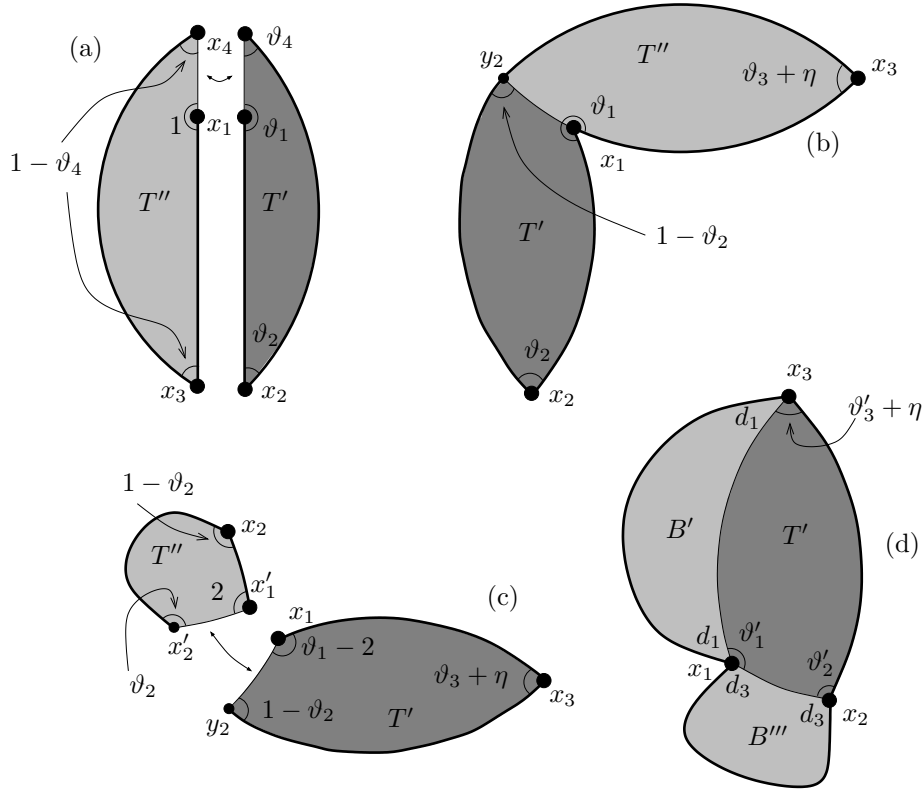 (a)
x₄
ϑ₄
1
x₁
ϑ₁
1 − ϑ₄
T′′
T′
ϑ₂
x₃
x₂
y₂
T′′
ϑ₃ + η
x₃
ϑ₁
x₁
(b)
T′
1 − ϑ₂
ϑ₂
x₂
1 − ϑ₂
x₂
T′′
2
x′₁
x′₂
ϑ₂
(c)
x₁
ϑ₁ − 2
ϑ₃ + η
x₃
y₂
1 − ϑ₂
T′
x₃
d₁
ϑ′₃ + η
B′
T′
(d)
d₁
ϑ′₁
x₁
d₃
ϑ′₂
d₃
x₂
B′′′